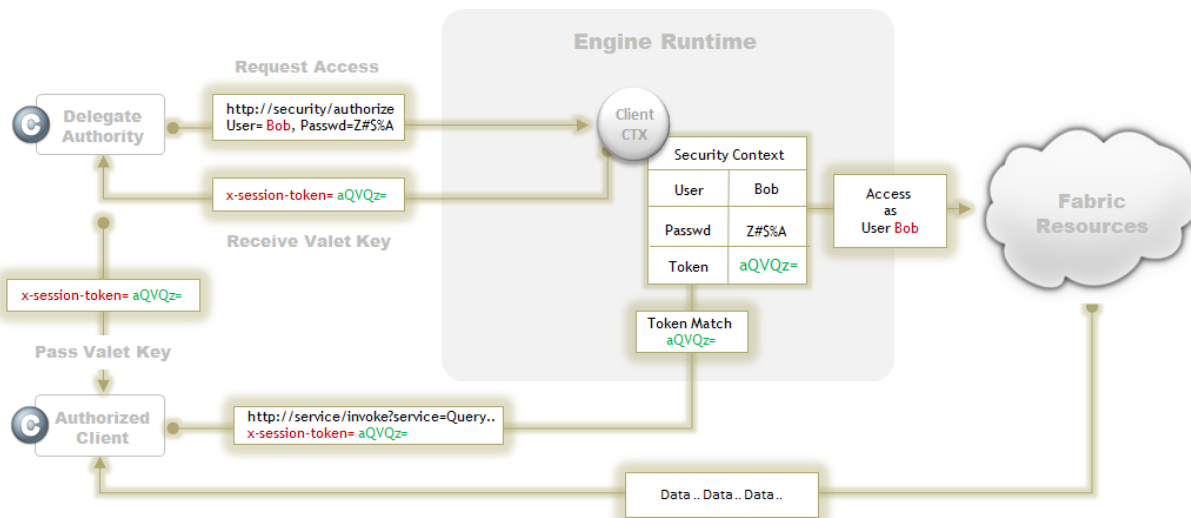 Engine Runtime
Request Access
C
Delegate
Authority
http://security/authorize
User= Bob, Passwd=Z#S%A
Client
CTX
Security Context
User Bob
Passwd Z#S%A
Token aQVQz=
Access
as
User Bob
Fabric
Resources
x-session-token= aQVQz=
Receive Valet Key
x-session-token= aQVQz=
Token Match
aQVQz=
Pass Valet Key
C
Authorized
Client
http://service/invoke?service=Query..
x-session-token= aQVQz=
Data .. Data.. Data..